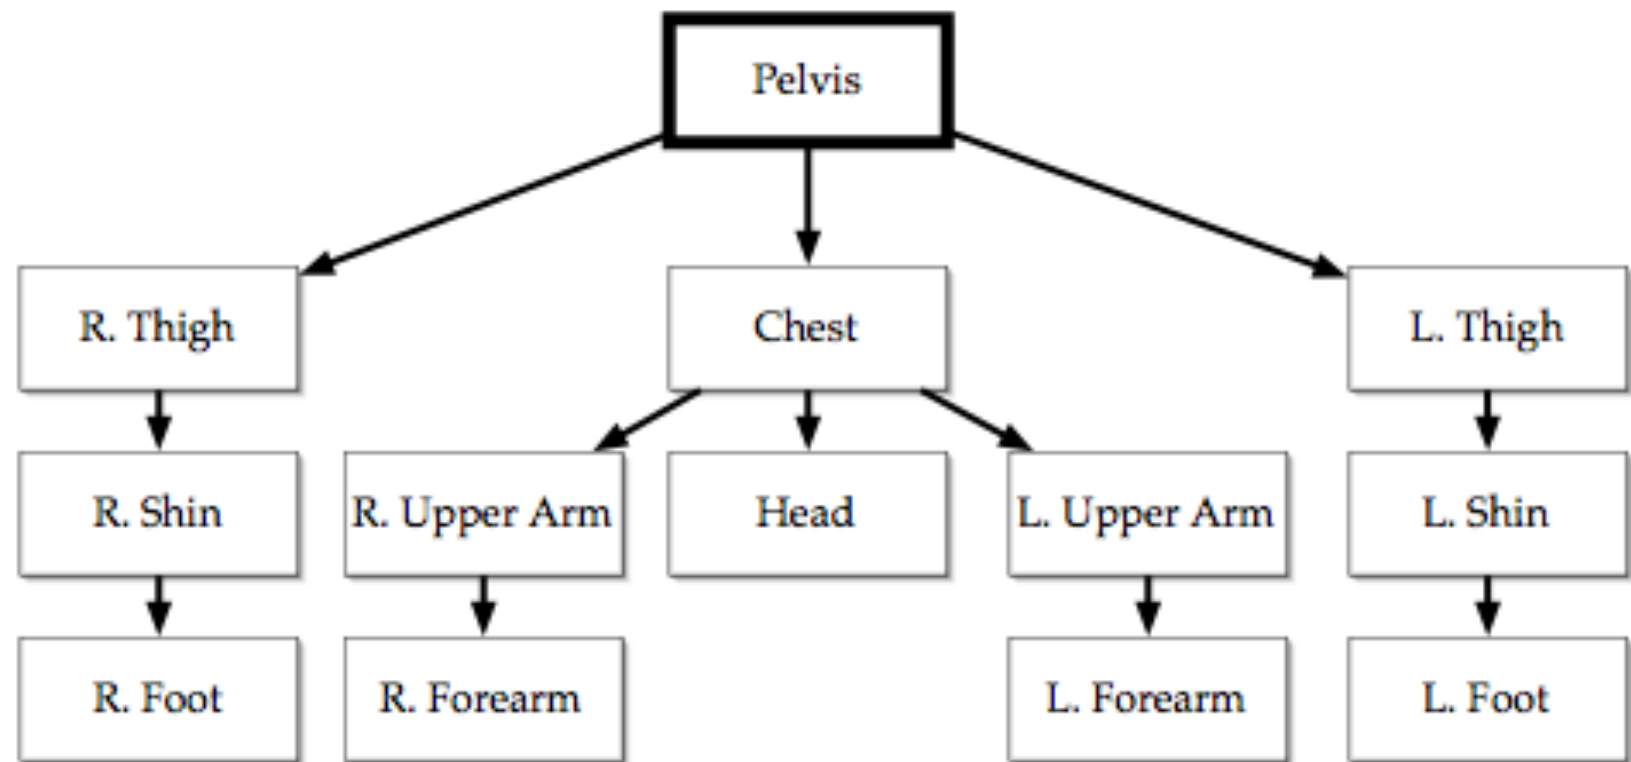 Pelvis
R. Thigh
Chest
L. Thigh
R. Shin
R. Upper Arm
Head
L. Upper Arm
L. Shin
R. Foot
R. Forearm
L. Forearm
L. Foot